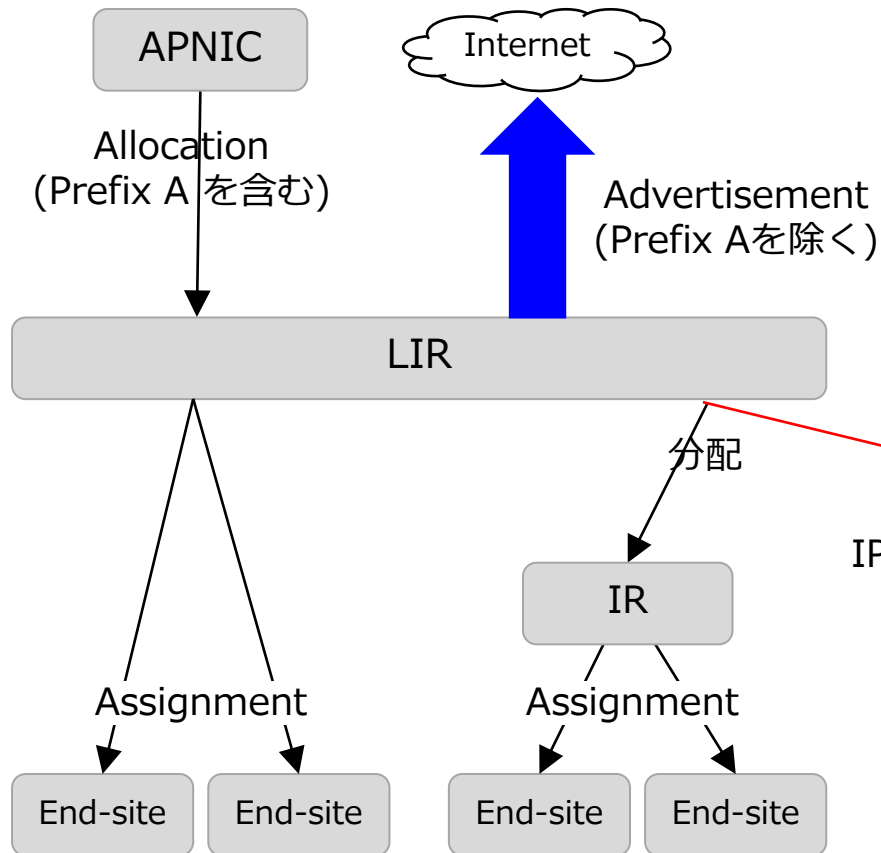 APNIC
Internet
Allocation
(Prefix A を含む)
Advertisement
(Prefix Aを除く)
LIR
分配
IP
IR
Assignment
Assignment
End-site
End-site
End-site
End-site